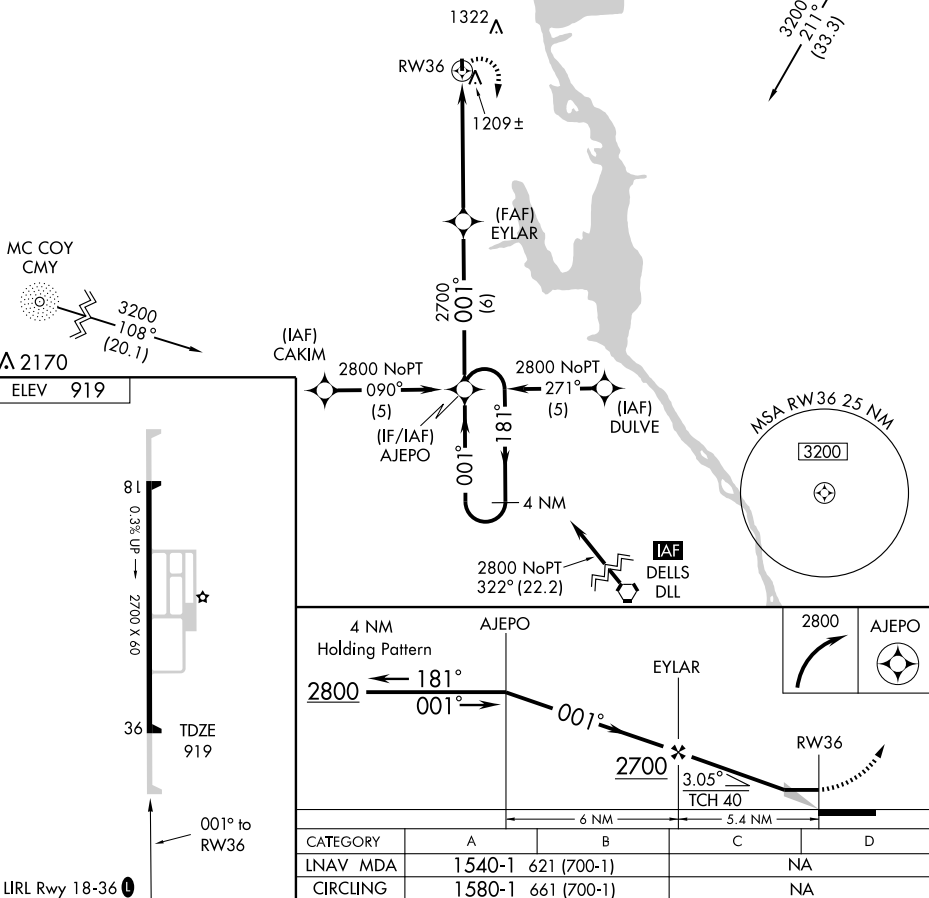 1322
3200
211°
(33.3)
RW36
1209±
(FAF)
EYLAR
MC COY
CMY
3200
108°
(20.1)
2700
001°
(6)
(IAF)
CAKIM
2170
ELEV 919
2800 NoPT
090°
(5)
2800 NoPT
271°
(5)
(IAF)
DULVE
(IF/IAF)
AJEPO
001°
181°
4 NM
MSA RW36 25 NM
3200
2800 NoPT
322° (22.2)
IAF
DELLS
DLL
18
0.3% UP
2700 X 60
36
TDZE
919
001° to
RW36
LIRL Rwy 18-36 L
4 NM
Holding Pattern
AJEPO
EYLAR
2800
AJEPO
2800
181°
001°
001°
2700
3.05°
TCH 40
RW36
6 NM
5.4 NM
CATEGORY A B C D
LNAV MDA 1540-1 621 (700-1) NA
CIRCLING 1580-1 661 (700-1) NA